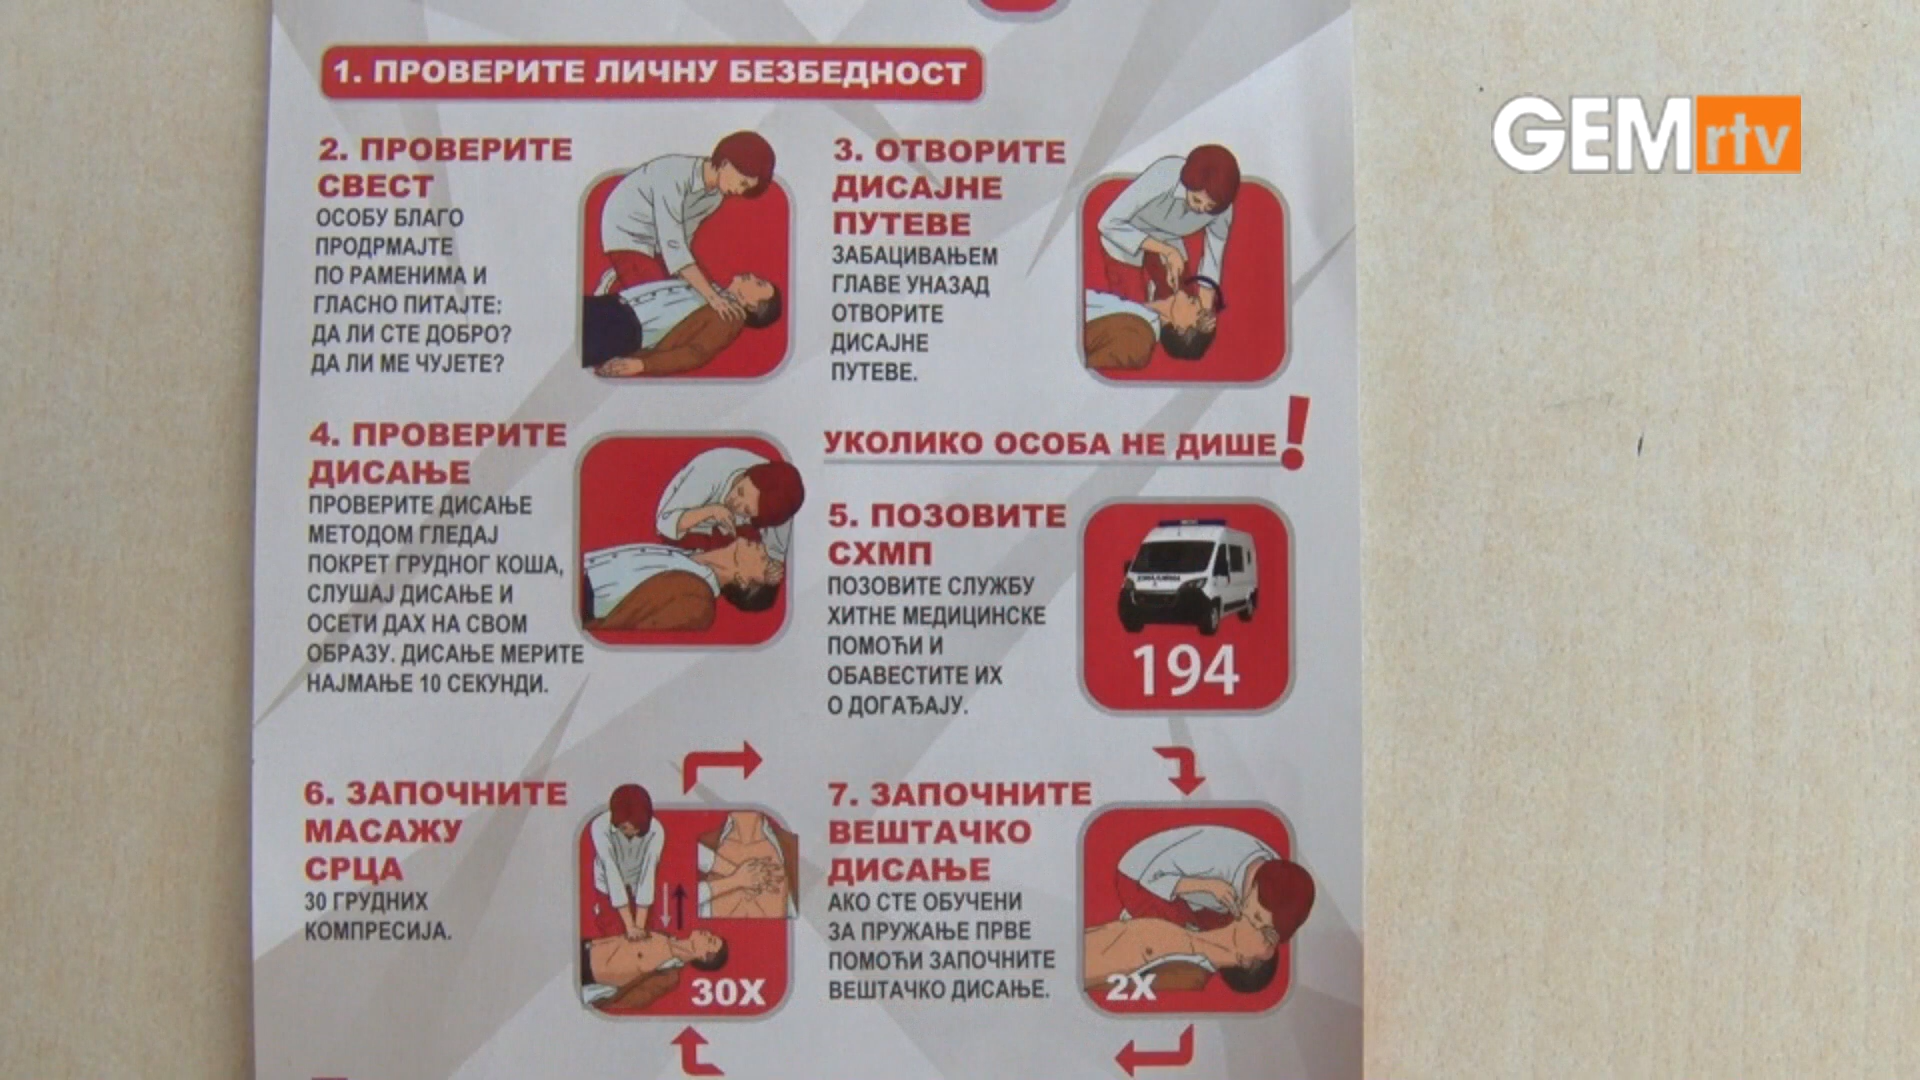 1. ПРОВЕРИТЕ ЛИЧНУ БЕЗБЕДНОСТ
GEM rtv
2. ПРОВЕРИТЕ
СВЕСТ
ОСОБУ БЛАГО
ПРОДРМАЈТЕ
ПО РАМЕНИМА И
ГЛАСНО ПИТАЈТЕ:
ДА ЛИ СТЕ ДОБРО?
ДА ЛИ МЕ ЧУЈЕТЕ?
3. ОТВОРИТЕ
ДИСАЈНЕ
ПУТЕВЕ
ЗАБАЦИВАЊЕМ
ГЛАВЕ УНАЗАД
ОТВОРИТЕ
ДИСАЈНЕ
ПУТЕВЕ.
4. ПРОВЕРИТЕ
ДИСАЊЕ
ПРОВЕРИТЕ ДИСАЊЕ
МЕТОДОМ ГЛЕДАЈ
ПОКРЕТ ГРУДНОГ КОША,
СЛУШАЈ ДИСАЊЕ И
ОСЕТИ ДАХ НА СВОМ
ОБРАЗУ. ДИСАЊЕ МЕРИТЕ
НАЈМАЊЕ 10 СЕКУНДИ.
УКОЛИКО ОСОБА НЕ ДИШЕ!
5. ПОЗОВИТЕ
СХМП
ПОЗОВИТЕ СЛУЖБУ
ХИТНЕ МЕДИЦИНСКЕ
ПОМОЋИ И
ОБАВЕСТИТЕ ИХ
О ДОГАЂАЈУ.
194
6. ЗАПОЧНИТЕ
МАСАЖУ
СРЦА
30 ГРУДНИХ
КОМПРЕСИЈА.
30X
7. ЗАПОЧНИТЕ
ВЕШТАЧКО
ДИСАЊЕ
АКО СТЕ ОБУЧЕНИ
ЗА ПРУЖАЊЕ ПРВЕ
ПОМОЋИ ЗАПОЧНИТЕ
ВЕШТАЧКО ДИСАЊЕ.
2X